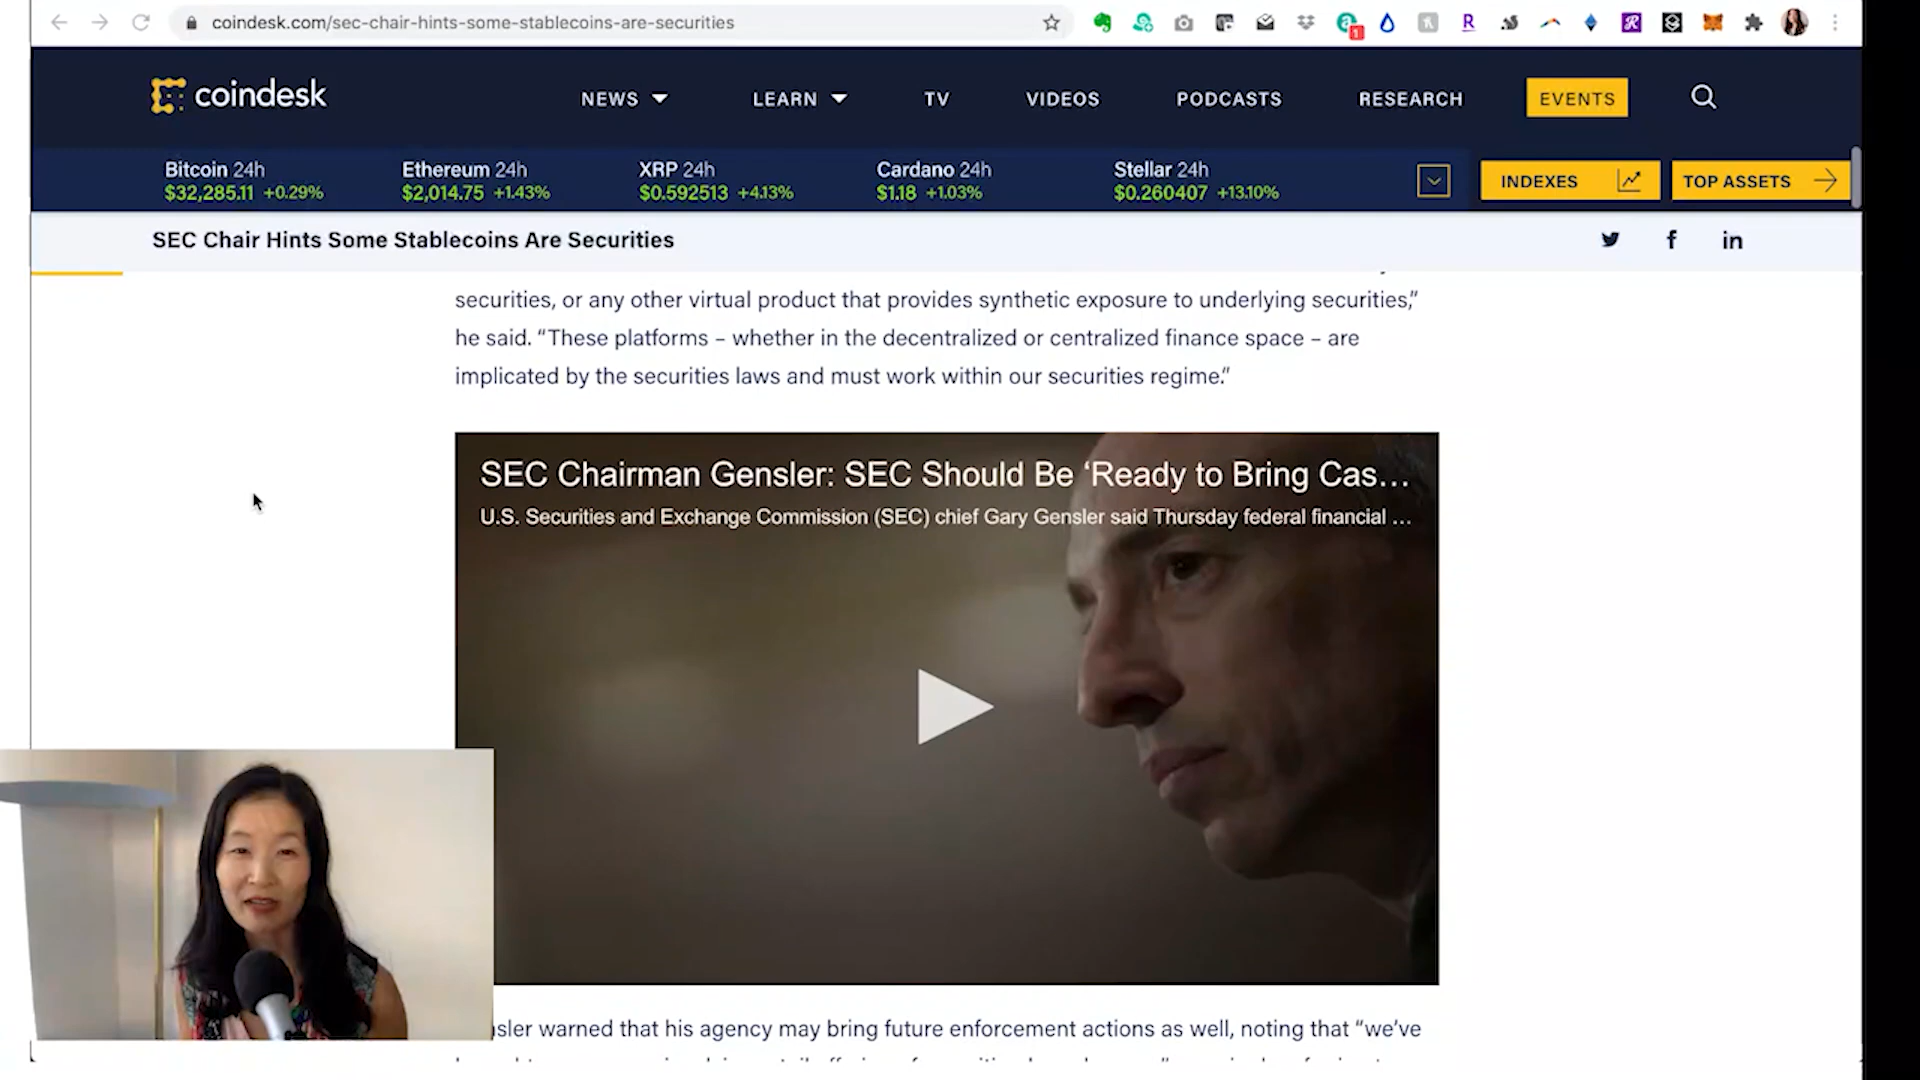 coindesk.com/sec-chair-hints-some-stablecoins-are-securities
coindesk
NEWS
LEARN
TV
VIDEOS
PODCASTS
RESEARCH
EVENTS
Bitcoin 24h
$32,285.11 +0.29%
Ethereum 24h
$2,014.75 +1.43%
XRP 24h
$0.592513 +4.13%
Cardano 24h
$1.18 +1.03%
Stellar 24h
$0.260407 +13.10%
INDEXES
TOP ASSETS
SEC Chair Hints Some Stablecoins Are Securities
securities, or any other virtual product that provides synthetic exposure to underlying securities,”
he said. “These platforms – whether in the decentralized or centralized finance space – are
implicated by the securities laws and must work within our securities regime.”
SEC Chairman Gensler: SEC Should Be ‘Ready to Bring Cas...
U.S. Securities and Exchange Commission (SEC) chief Gary Gensler said Thursday federal financial ...
sler warned that his agency may bring future enforcement actions as well, noting that “we’ve